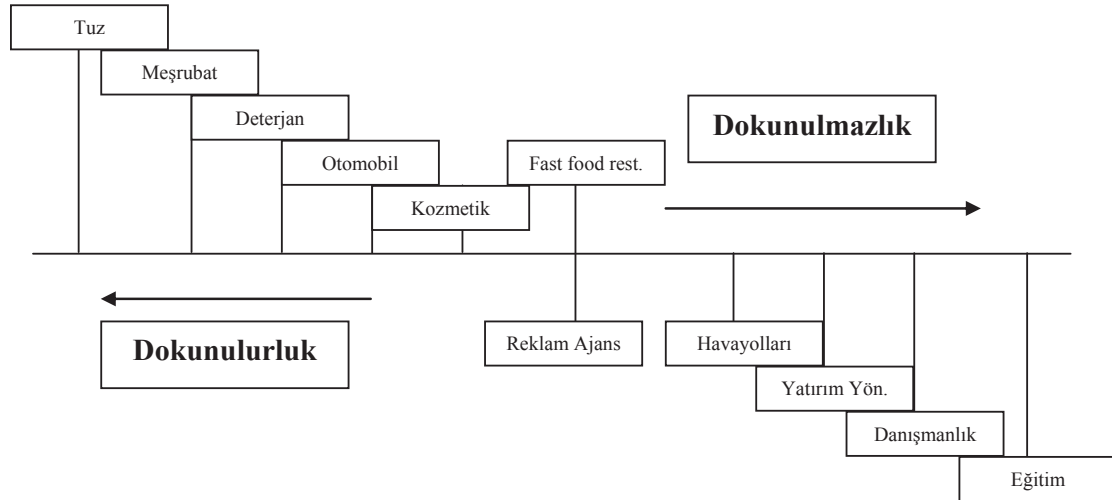 Tuz
Meşrubat
Deterjan
Dokunulmazlık
Otomobil
Fast food rest.
Kozmetik
Dokunulurluk
Reklam Ajans
Havayolları
Yatırım Yön.
Danışmanlık
Eğitim